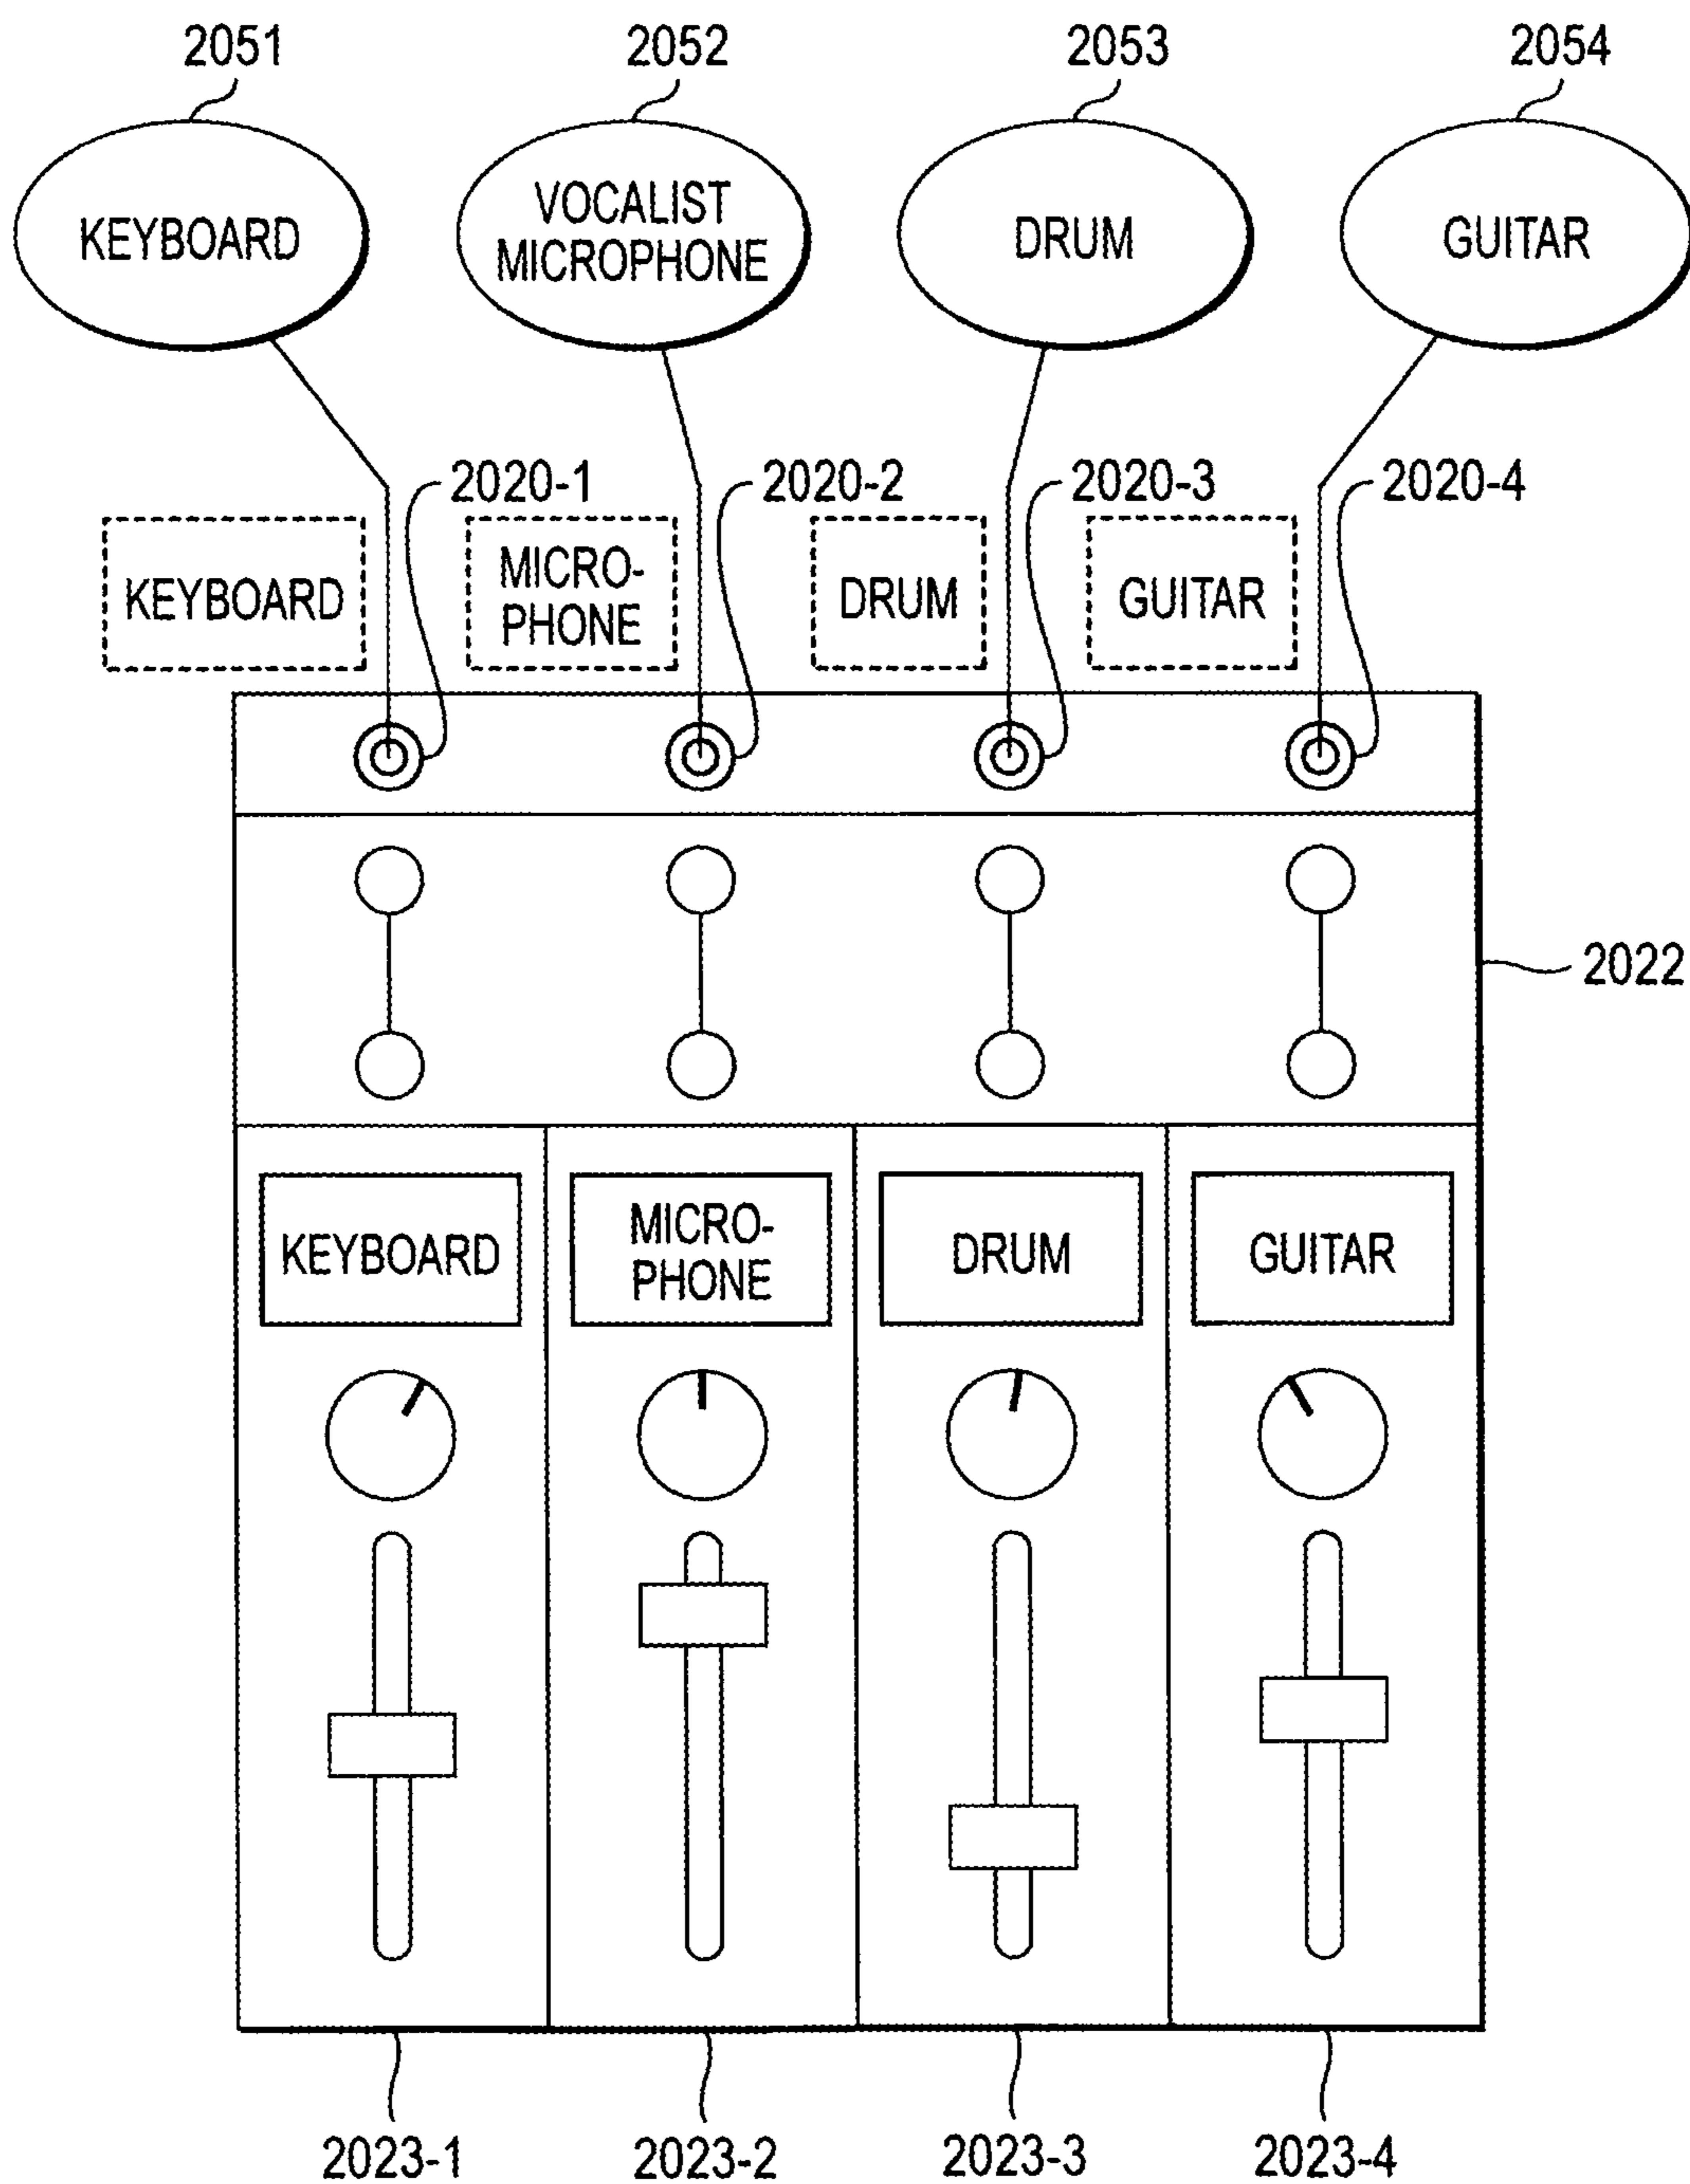 2051
2052
2053
2054
KEYBOARD
VOCALIST
MICROPHONE
DRUM
GUITAR
2020-1
2020-2
2020-3
2020-4
KEYBOARD
MICRO-
PHONE
DRUM
GUITAR
2022
KEYBOARD
MICRO-
PHONE
DRUM
GUITAR
2023-1
2023-2
2023-3
2023-4